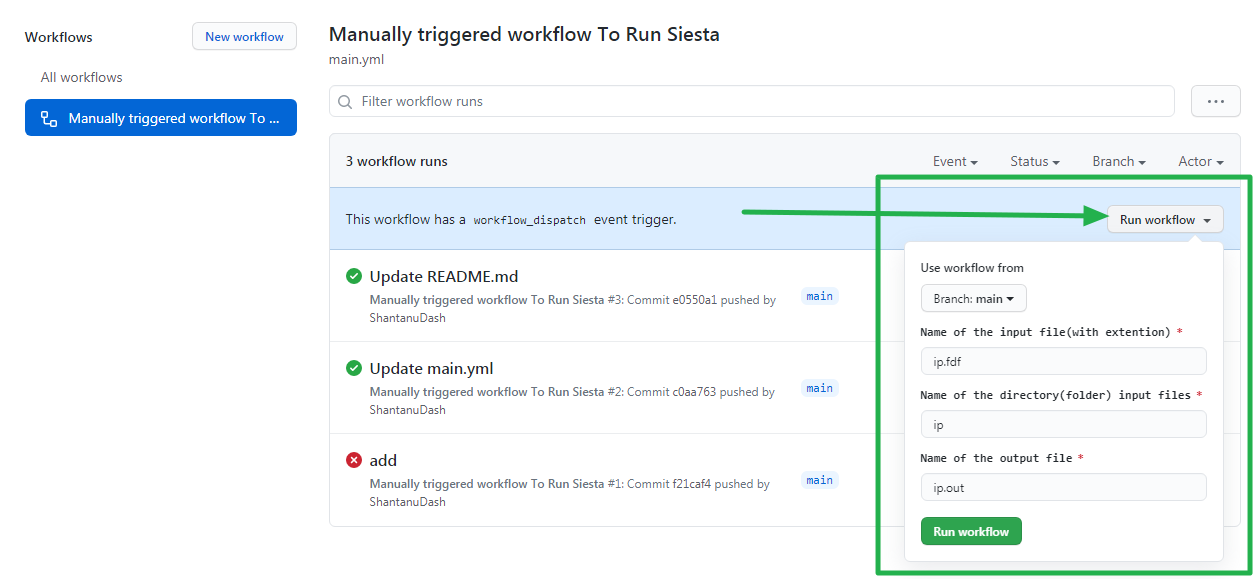 Workflows
New workflow
All workflows
Manually triggered workflow To ...
Manually triggered workflow To Run Siesta
main.yml
Filter workflow runs
3 workflow runs
Event
Status
Branch
Actor
This workflow has a workflow_dispatch event trigger.
Run workflow
Update README.md
Manually triggered workflow To Run Siesta #3: Commit e0550a1 pushed by
ShantanuDash
main
Update main.yml
Manually triggered workflow To Run Siesta #2: Commit c0aa763 pushed by
ShantanuDash
main
add
Manually triggered workflow To Run Siesta #1: Commit f21caf4 pushed by
ShantanuDash
main
Use workflow from
Branch: main
Name of the input file(with extention) *
ip.fdf
Name of the directory(folder) input files *
ip
Name of the output file *
ip.out
Run workflow